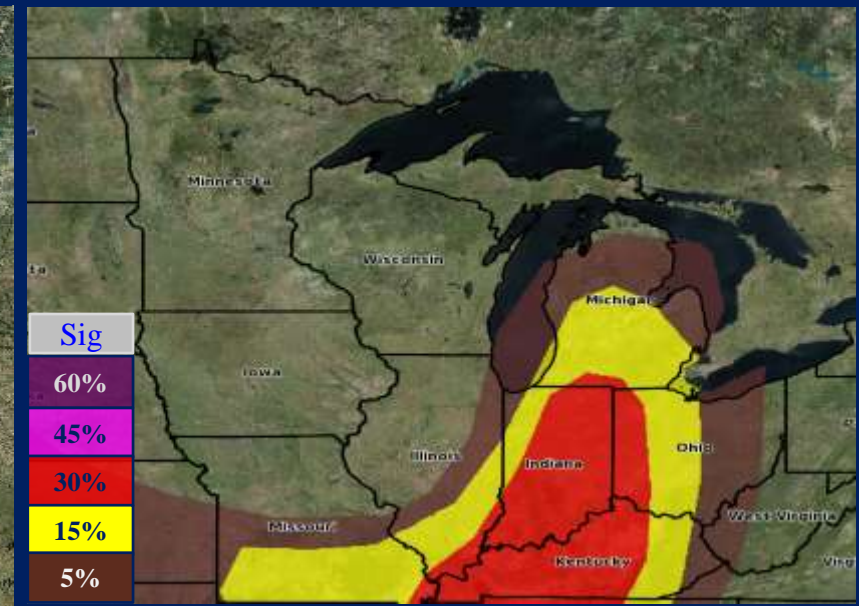 Minnesota
Wisconsin
Michigan
Iowa
Illinois
Indiana
Ohio
Missouri
West Virginia
Kentucky
Sig
60%
45%
30%
15%
5%